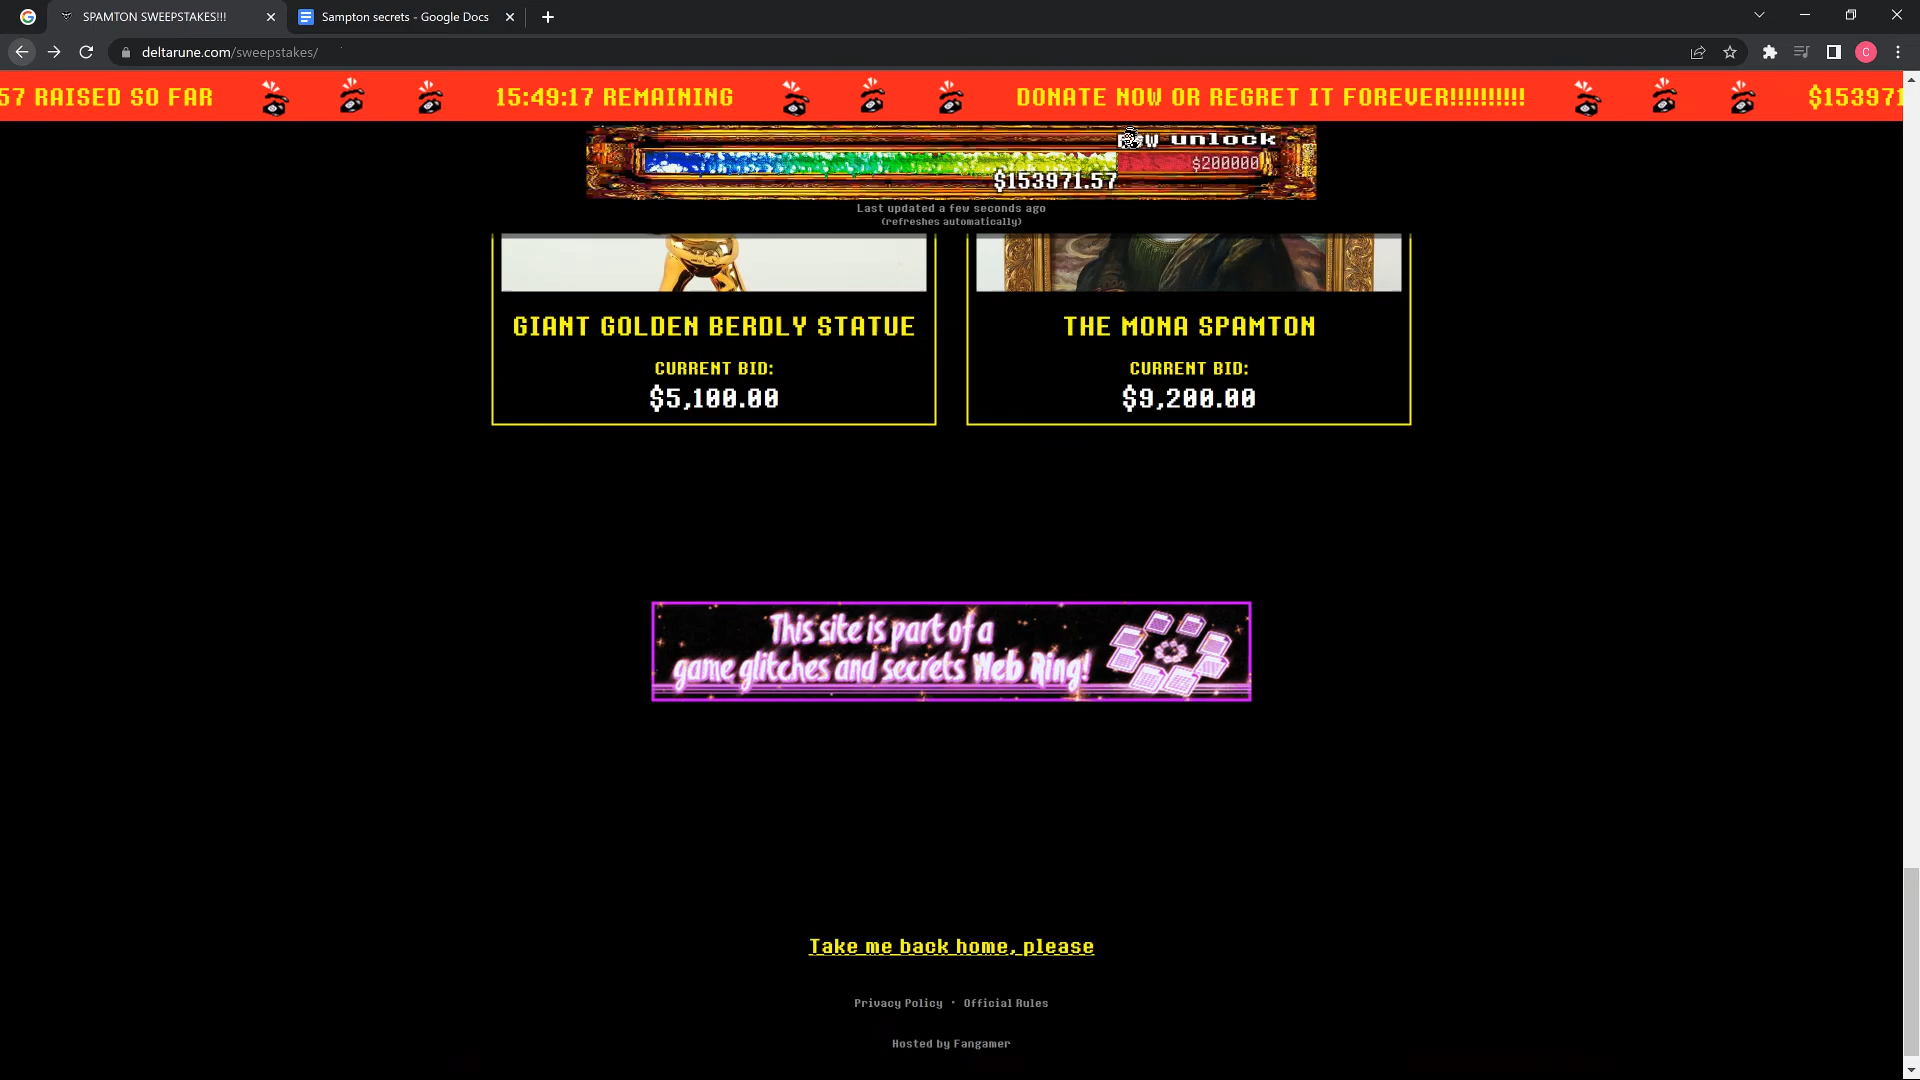 SPAMTON SWEEPSTAKES!!!
Sampton secrets - Google Docs
deltarune.com/sweepstakes/
C
57 RAISED SO FAR
15:49:17 REMAINING
DONATE NOW OR REGRET IT FOREVER!!!!!!!!!!
$153971
new unlock
$200000
$153971.57
Last updated a few seconds ago
(refreshes automatically)
GIANT GOLDEN BERDLY STATUE
CURRENT BID:
$5,100.00
THE MONA SPAMTON
CURRENT BID:
$9,200.00
This site is part of a
game glitches and secrets Web Ring!
Take me back home, please
Privacy Policy · Official Rules
Hosted by Fangamer